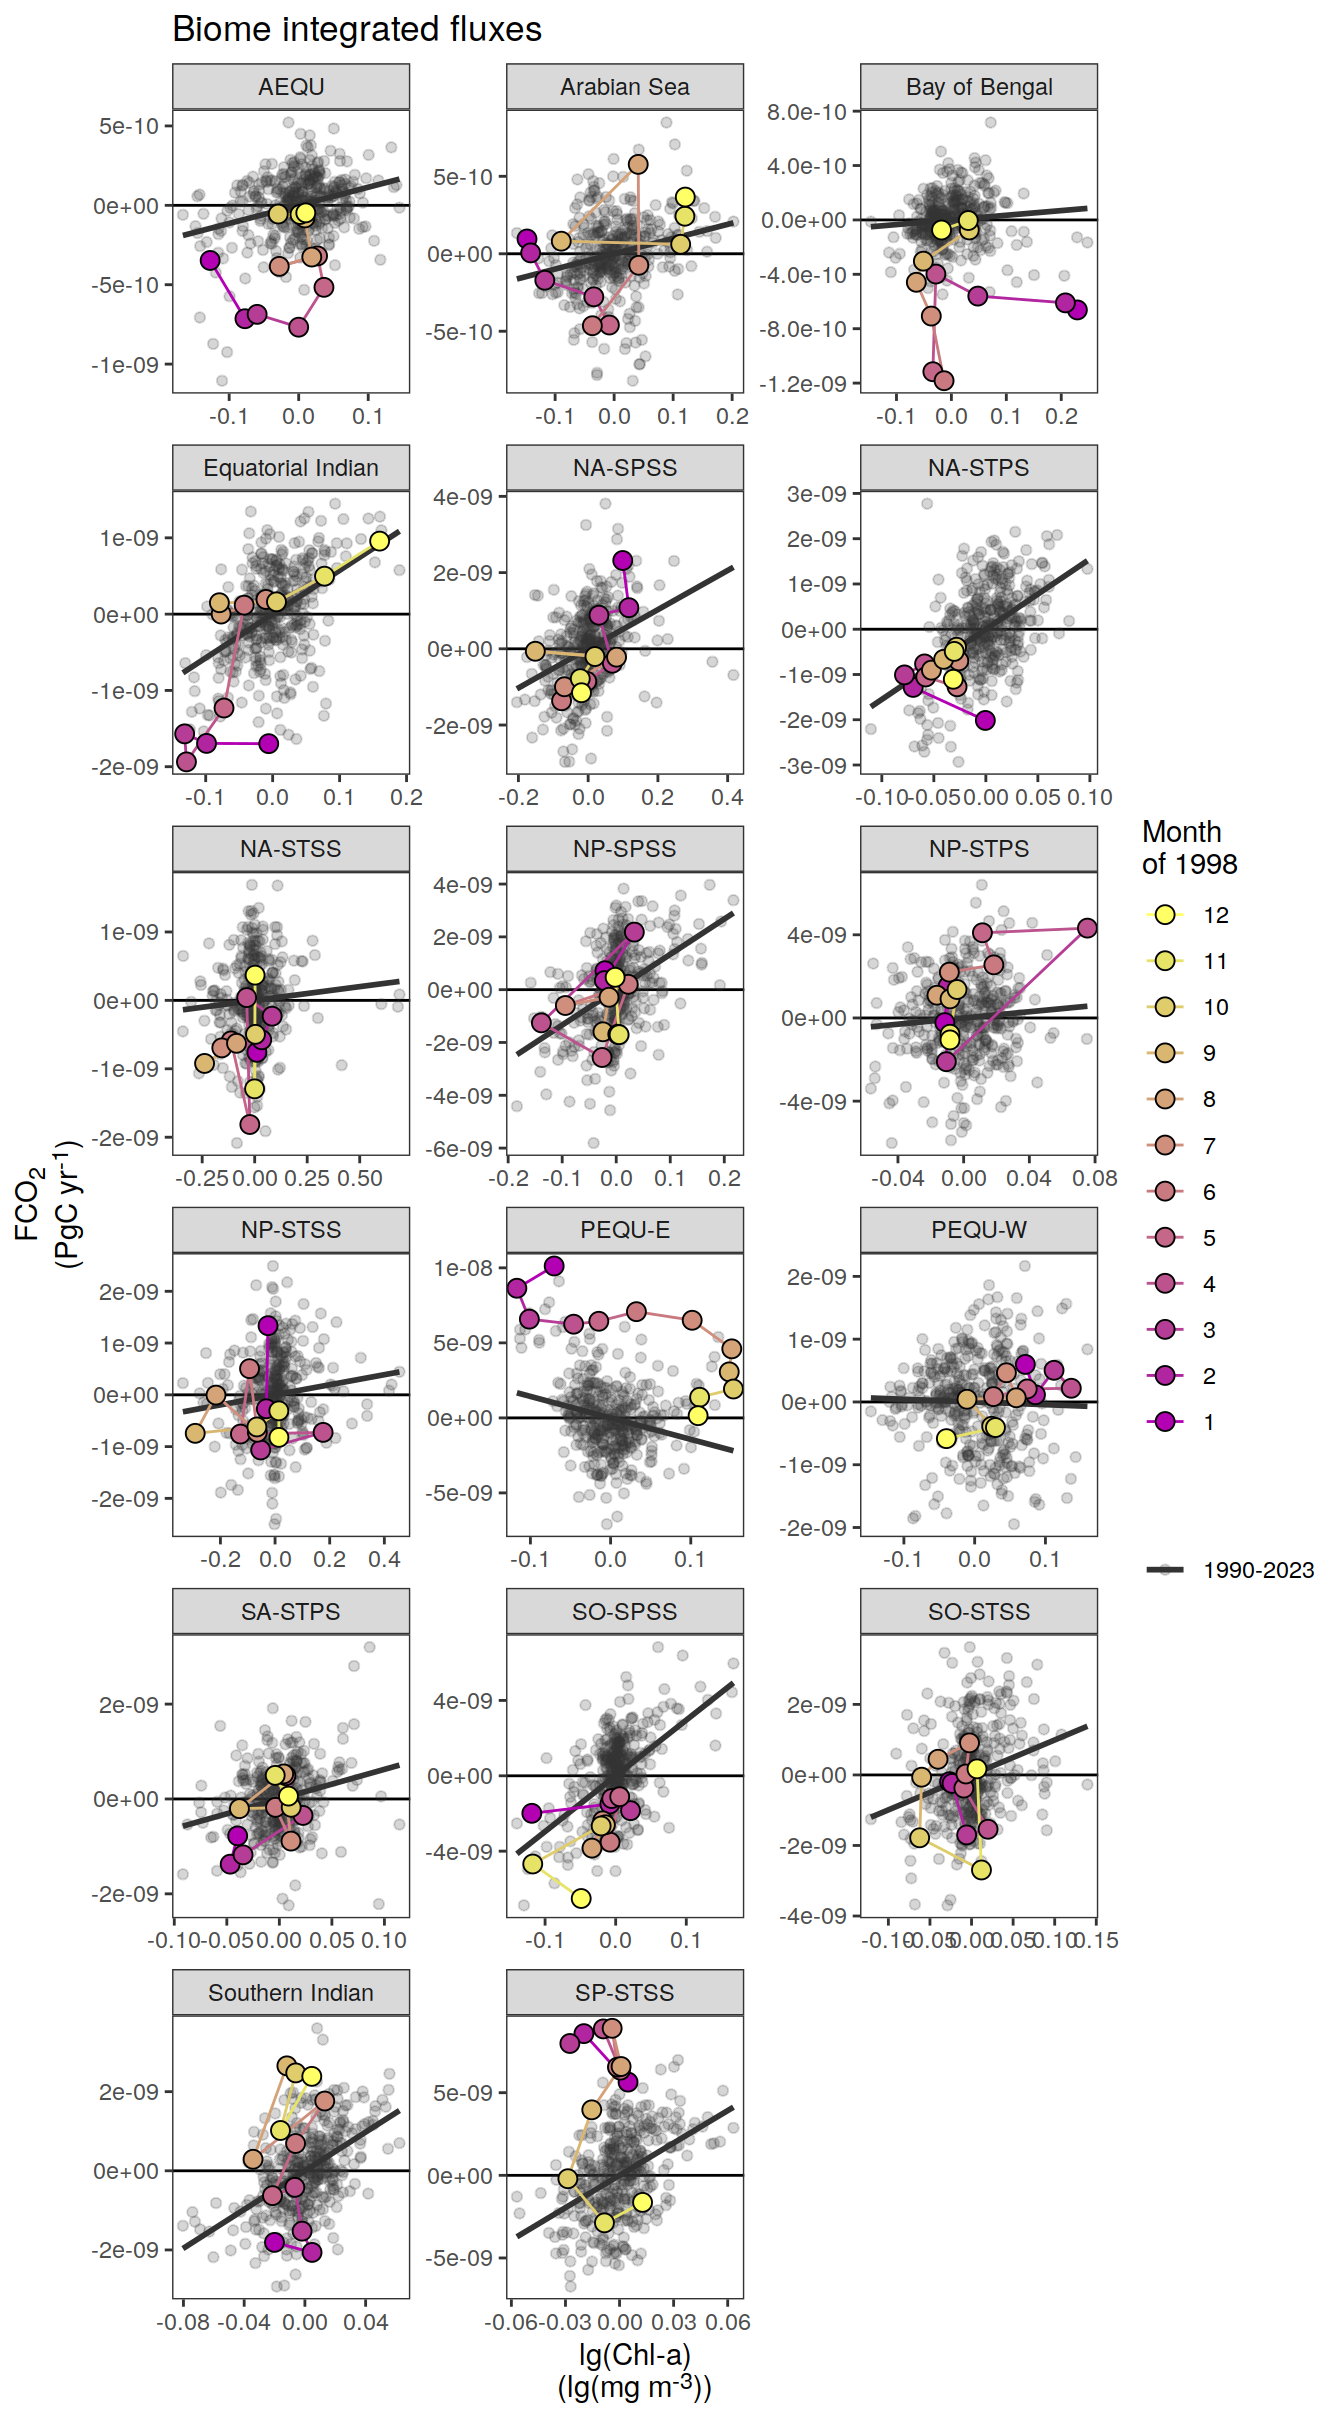 Biome integrated fluxes
AEQU
Arabian Sea
Bay of Bengal
5e-10
0e+00
-5e-10
-1e-09
-0.1 0.0 0.1
5e-10
0e+00
-5e-10
-0.1 0.0 0.1 0.2
8.0e-10
4.0e-10
0.0e+00
-4.0e-10
-8.0e-10
-1.2e-09
-0.1 0.0 0.1 0.2
Equatorial Indian
NA-SPSS
NA-STPS
1e-09
0e+00
-1e-09
-2e-09
-0.1 0.0 0.1 0.2
4e-09
2e-09
0e+00
-2e-09
-0.2 0.0 0.2 0.4
3e-09
2e-09
1e-09
0e+00
-1e-09
-2e-09
-3e-09
-0.10 -0.05 0.00 0.05 0.10
NA-STSS
NP-SPSS
NP-STPS
1e-09
0e+00
-1e-09
-2e-09
-0.25 0.00 0.25 0.50
4e-09
2e-09
0e+00
-2e-09
-4e-09
-6e-09
-0.2 -0.1 0.0 0.1 0.2
4e-09
0e+00
-4e-09
-0.04 0.00 0.04 0.08
NP-STSS
PEQU-E
PEQU-W
2e-09
1e-09
0e+00
-1e-09
-2e-09
-0.2 0.0 0.2 0.4
1e-08
5e-09
0e+00
-5e-09
-0.1 0.0 0.1
2e-09
1e-09
0e+00
-1e-09
-2e-09
-0.1 0.0 0.1
SA-STPS
SO-SPSS
SO-STSS
2e-09
0e+00
-2e-09
-0.10 -0.05 0.00 0.05 0.10
4e-09
0e+00
-4e-09
-0.1 0.0 0.1
2e-09
0e+00
-2e-09
-4e-09
-0.10 -0.05 0.00 0.05 0.10 0.15
Southern Indian
SP-STSS
2e-09
0e+00
-2e-09
-0.08 -0.04 0.00 0.04
5e-09
0e+00
-5e-09
-0.06 -0.03 0.00 0.03 0.06
FCO2
(PgC yr-1)
lg(Chl-a)
(lg(mg m-3))
Month
of 1998
12
11
10
9
8
7
6
5
4
3
2
1
1990-2023